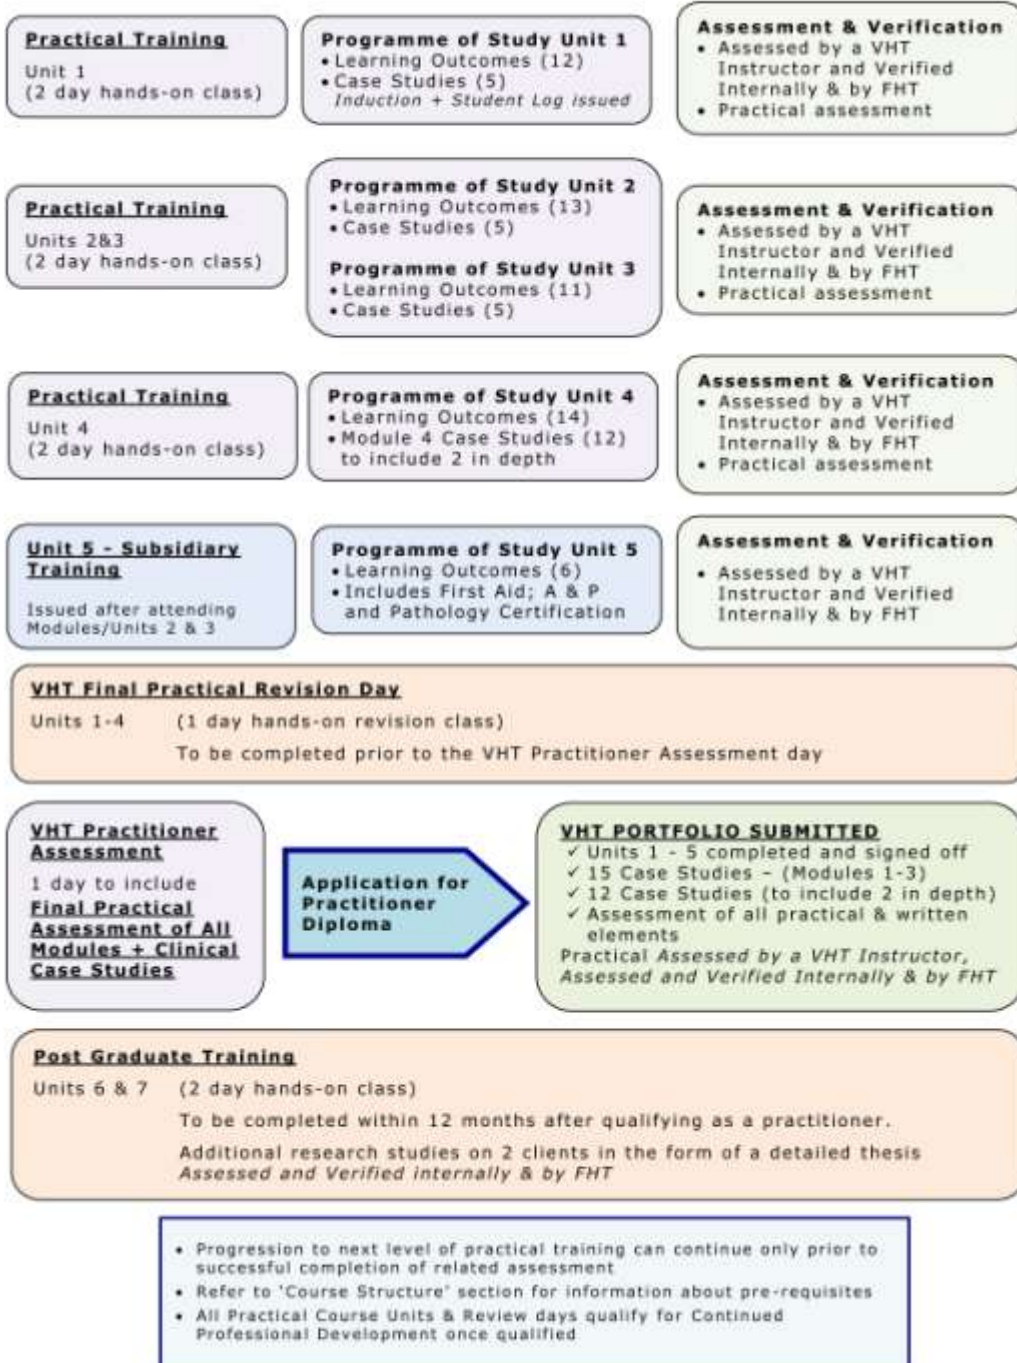 Practical Training
Unit 1
(2 day hands-on class)
Programme of Study Unit 1
• Learning Outcomes (12)
• Case Studies (5)
Induction + Student Log issued
Assessment & Verification
• Assessed by a VHT
Instructor and Verified
Internally & by FHT
• Practical assessment
Practical Training
Units 2&3
(2 day hands-on class)
Programme of Study Unit 2
• Learning Outcomes (13)
• Case Studies (5)
Programme of Study Unit 3
• Learning Outcomes (11)
• Case Studies (5)
Assessment & Verification
• Assessed by a VHT
Instructor and Verified
Internally & by FHT
• Practical assessment
Practical Training
Unit 4
(2 day hands-on class)
Programme of Study Unit 4
• Learning Outcomes (14)
• Module 4 Case Studies (12)
to include 2 in depth
Assessment & Verification
• Assessed by a VHT
Instructor and Verified
Internally & by FHT
• Practical assessment
Unit 5 - Subsidiary
Training
Issued after attending
Modules/Units 2 & 3
Programme of Study Unit 5
• Learning Outcomes (6)
• Includes First Aid; A & P
and Pathology Certification
Assessment & Verification
• Assessed by a VHT
Instructor and Verified
Internally & by FHT
VHT Final Practical Revision Day
Units 1-4 (1 day hands-on revision class)
To be completed prior to the VHT Practitioner Assessment day
VHT Practitioner
Assessment
1 day to include
Final Practical
Assessment of All
Modules + Clinical
Case Studies
Application for
Practitioner
Diploma
VHT PORTFOLIO SUBMITTED
✓ Units 1 - 5 completed and signed off
✓ 15 Case Studies – (Modules 1-3)
✓ 12 Case Studies (to include 2 in depth)
✓ Assessment of all practical & written
elements
Practical Assessed by a VHT Instructor,
Assessed and Verified Internally & by FHT
Post Graduate Training
Units 6 & 7 (2 day hands-on class)
To be completed within 12 months after qualifying as a practitioner.
Additional research studies on 2 clients in the form of a detailed thesis
Assessed and Verified internally & by FHT
• Progression to next level of practical training can continue only prior to
successful completion of related assessment
• Refer to 'Course Structure' section for information about pre-requisites
• All Practical Course Units & Review days qualify for Continued
Professional Development once qualified